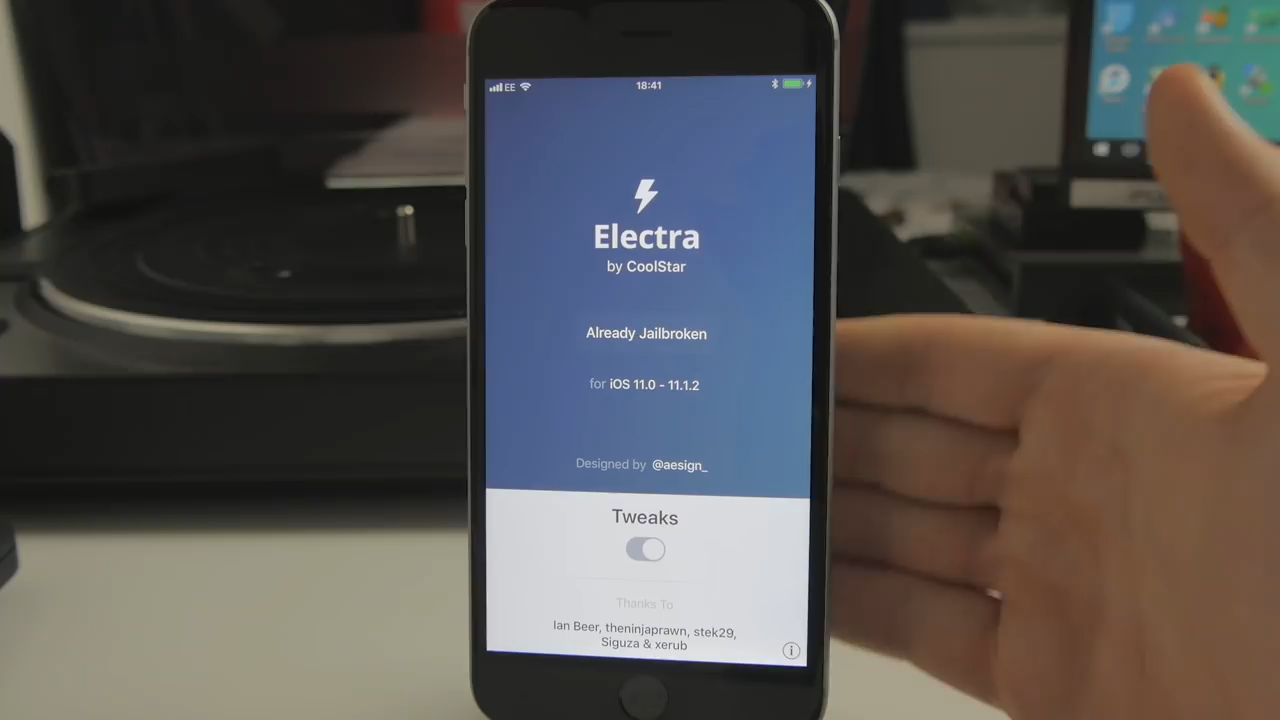 EE 18:41
Electra
by CoolStar
Already Jailbroken
for iOS 11.0 - 11.1.2
Designed by @aesign_
Tweaks
Thanks To
Ian Beer, theninjaprawn, stek29,
Siguza & xerub